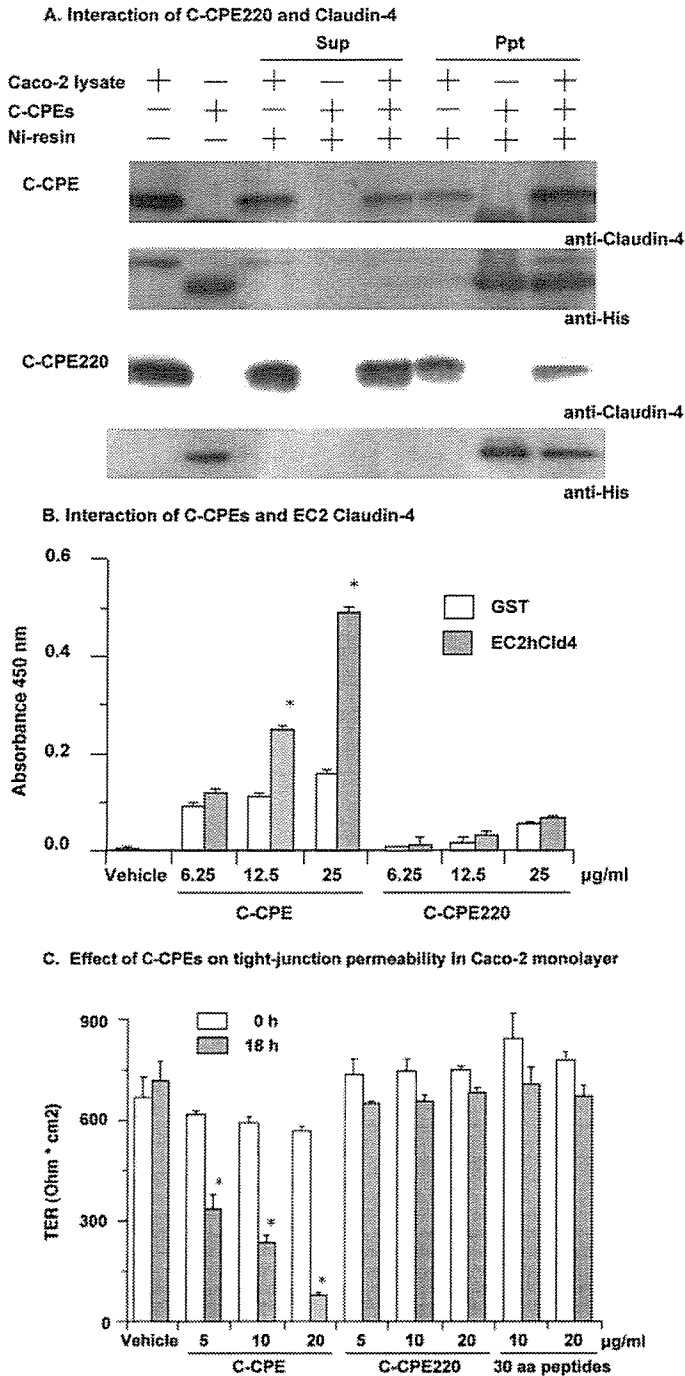 A. Interaction of C-CPE220 and Claudin-4
Sup Ppt
Caco-2 lysate + − + − + + − +
C-CPEs − + − + + − + +
Ni-resin − − + + + + + +
C-CPE
anti-Claudin-4
anti-His
C-CPE220
anti-Claudin-4
anti-His
B. Interaction of C-CPEs and EC2 Claudin-4
0.6
0.4
0.2
0.0
Absorbance 450 nm
GST
EC2hCld4
* *
Vehicle 6.25 12.5 25 6.25 12.5 25 µg/ml
C-CPE C-CPE220
C. Effect of C-CPEs on tight-junction permeability in Caco-2 monolayer
900
600
300
0
TER (Ohm * cm2)
0 h
18 h
* * *
Vehicle 5 10 20 5 10 20 10 20 µg/ml
C-CPE C-CPE220 30 aa peptides